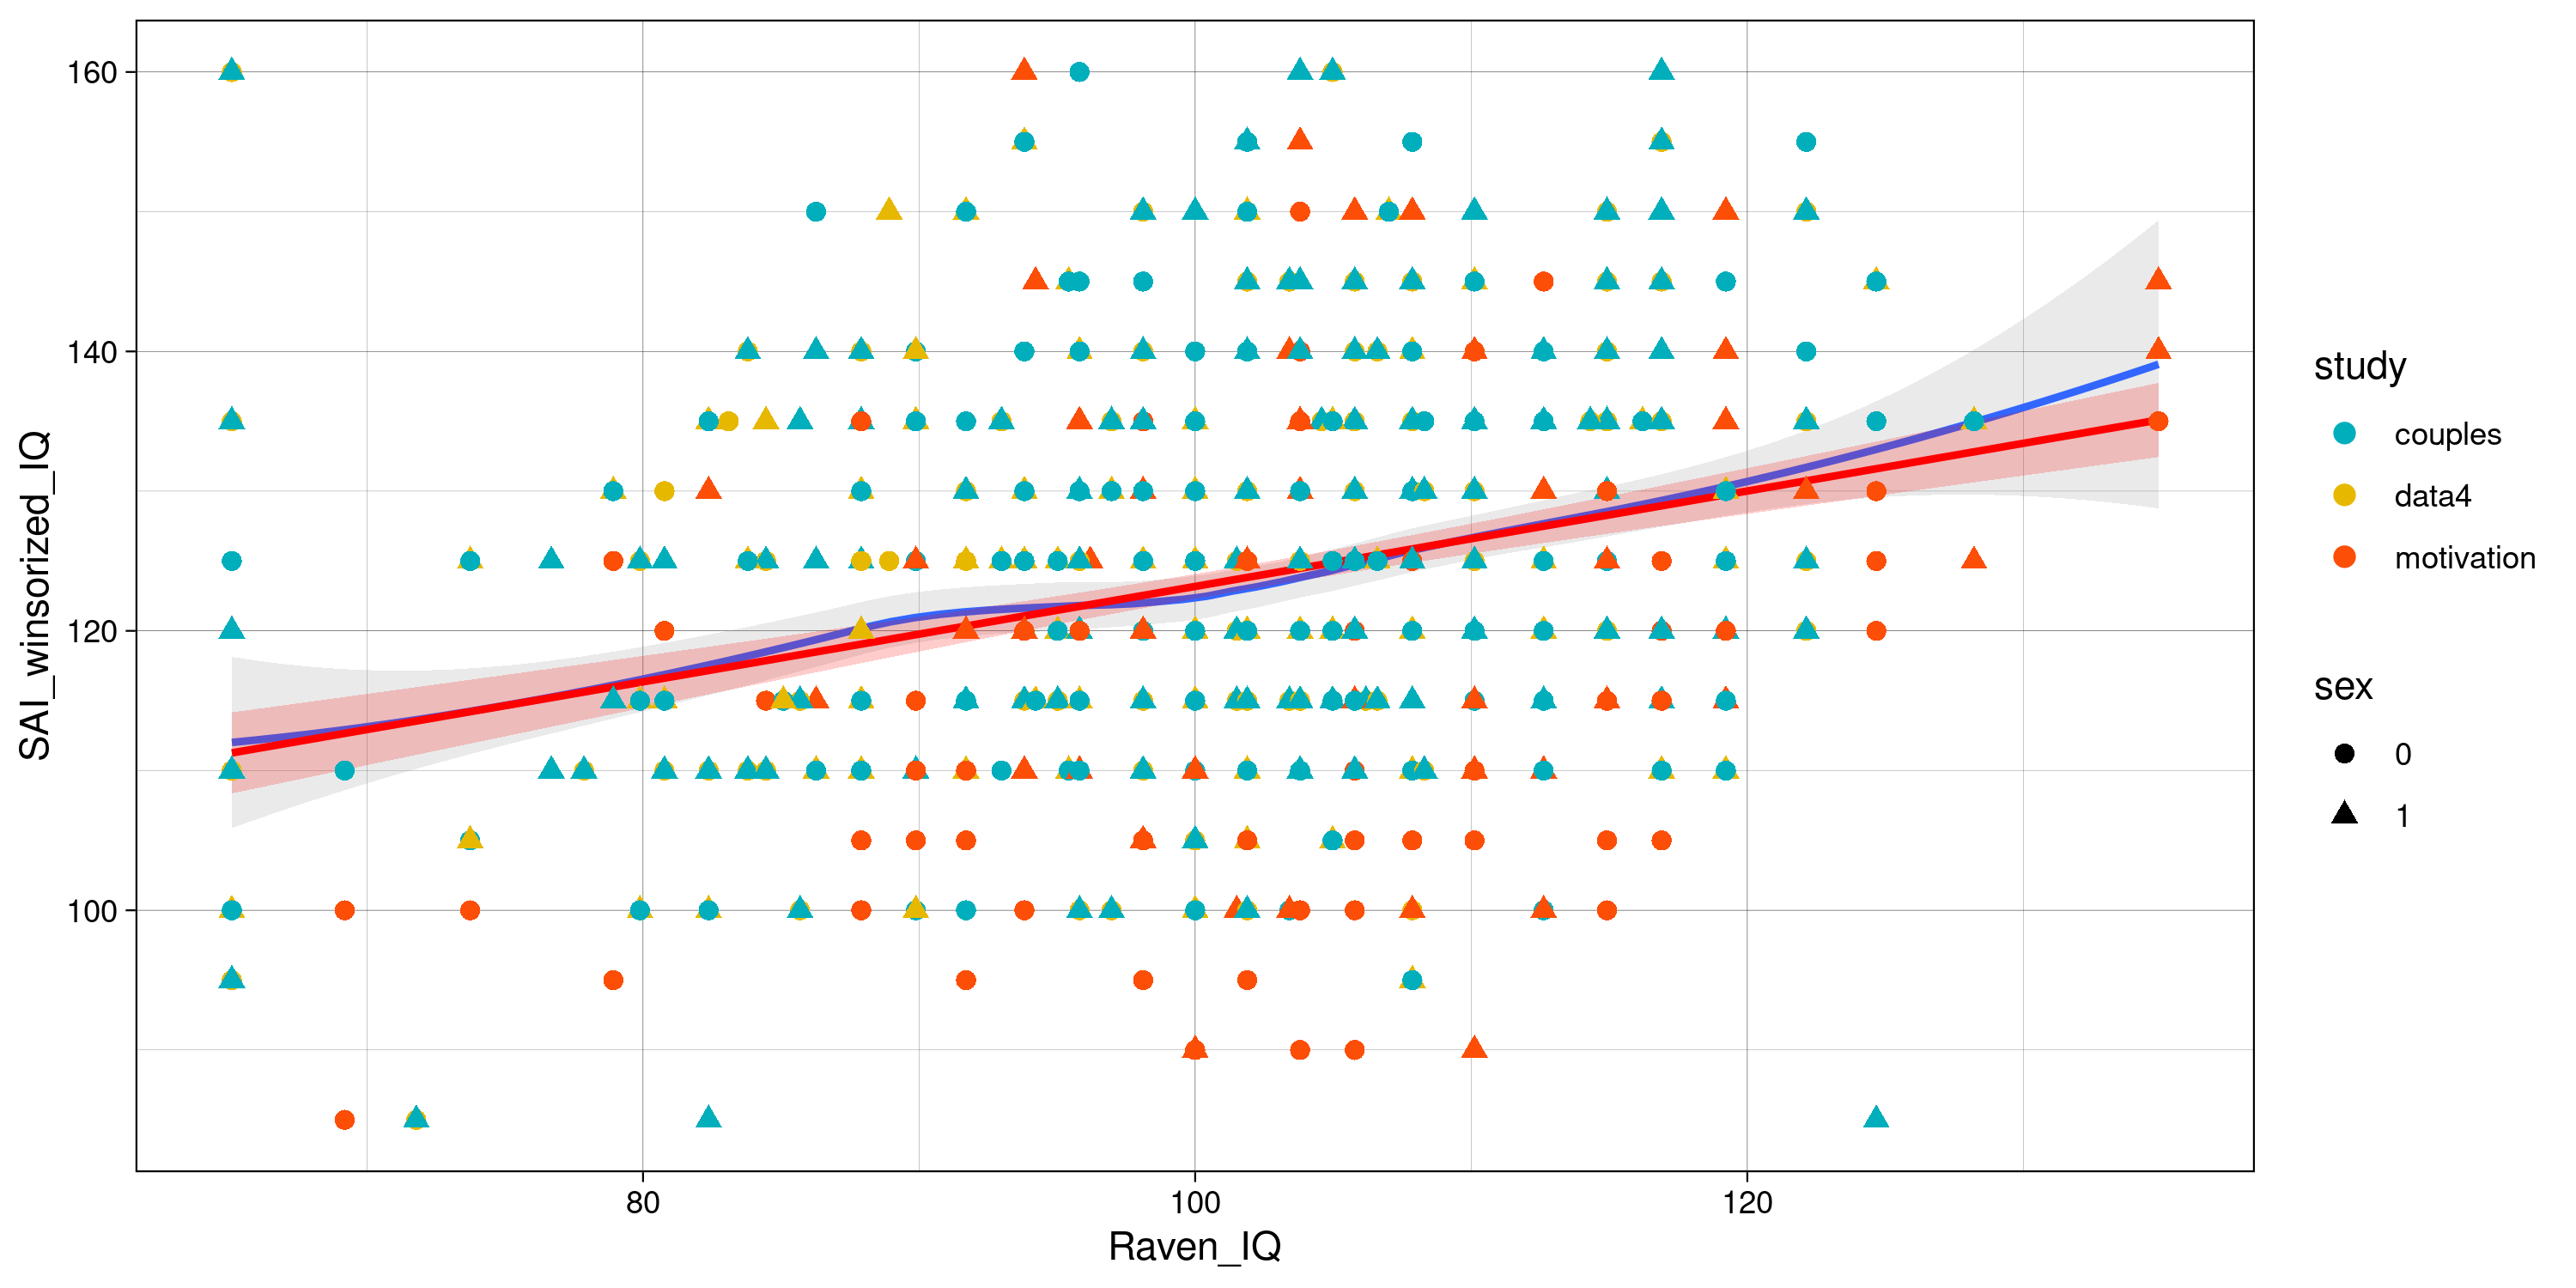 160
140
120
100
SAI_winsorized_IQ
80
100
120
Raven_IQ
study
couples
data4
motivation
sex
0
1